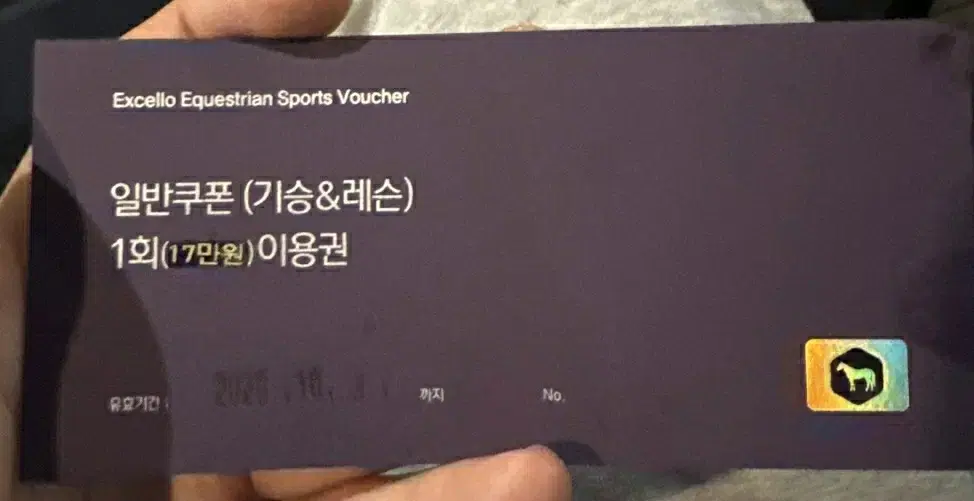 Excello Equestrian Sports Voucher
일반쿠폰 (기승&레슨)
1회(17만원)이용권
유효기간 : 까지 No.